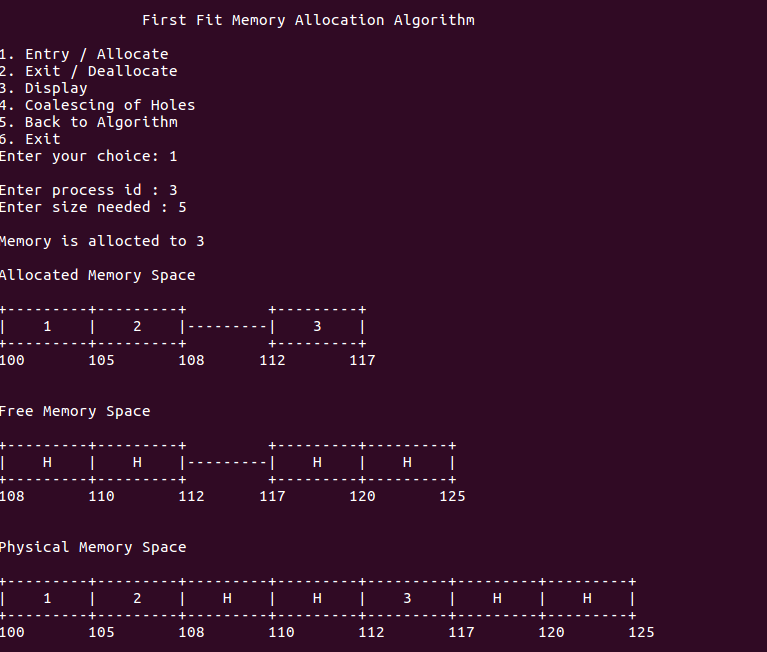 First Fit Memory Allocation Algorithm
1. Entry / Allocate
2. Exit / Deallocate
3. Display
4. Coalescing of Holes
5. Back to Algorithm
6. Exit
Enter your choice: 1
Enter process id : 3
Enter size needed : 5
Memory is allocted to 3
Allocated Memory Space
+---------+---------+         +---------+
|    1    |    2    |---------|    3    |
+---------+---------+         +---------+
100       105       108      112       117
Free Memory Space
+---------+---------+         +---------+---------+
|    H    |    H    |---------|    H    |    H    |
+---------+---------+         +---------+---------+
108       110       112      117       120       125
Physical Memory Space
+---------+---------+---------+---------+---------+---------+---------+
|    1    |    2    |    H    |    H    |    3    |    H    |    H    |
+---------+---------+---------+---------+---------+---------+---------+
100       105       108       110       112       117       120       125